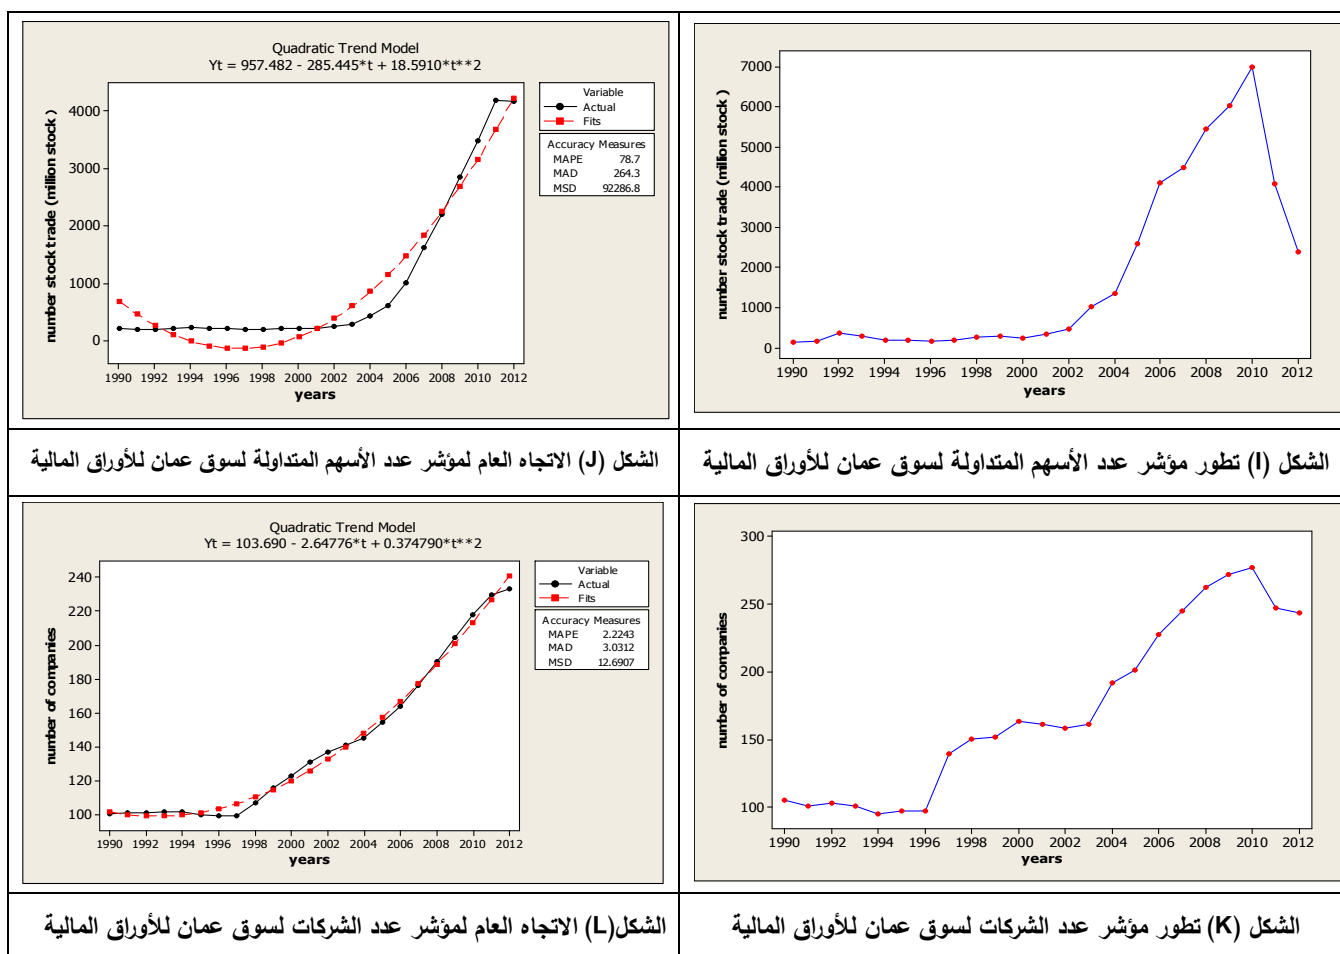 Quadratic Trend Model
Yt = 957.482 - 285.445*t + 18.5910*t**2
number stock trade (million stock )
4000
3000
2000
1000
0
1990 1992 1994 1996 1998 2000 2002 2004 2006 2008 2010 2012
years
Variable
Actual
Fits
Accuracy Measures
MAPE 78.7
MAD 264.3
MSD 92286.8
number stock trade (million stock )
7000
6000
5000
4000
3000
2000
1000
0
1990 1992 1994 1996 1998 2000 2002 2004 2006 2008 2010 2012
years
الشكل (I) تطور مؤشر عدد الأسهم المتداولة لسوق عمان للأوراق المالية
الشكل (J) الاتجاه العام لمؤشر عدد الأسهم المتداولة لسوق عمان للأوراق المالية
Quadratic Trend Model
Yt = 103.690 - 2.64776*t + 0.374790*t**2
number of companies
240
220
200
180
160
140
120
100
1990 1992 1994 1996 1998 2000 2002 2004 2006 2008 2010 2012
years
Variable
Actual
Fits
Accuracy Measures
MAPE 2.2243
MAD 3.0312
MSD 12.6907
number of companies
300
250
200
150
100
1990 1992 1994 1996 1998 2000 2002 2004 2006 2008 2010 2012
years
الشكل (K) تطور مؤشر عدد الشركات لسوق عمان للأوراق المالية
الشكل(L) الاتجاه العام لمؤشر عدد الشركات لسوق عمان للأوراق المالية